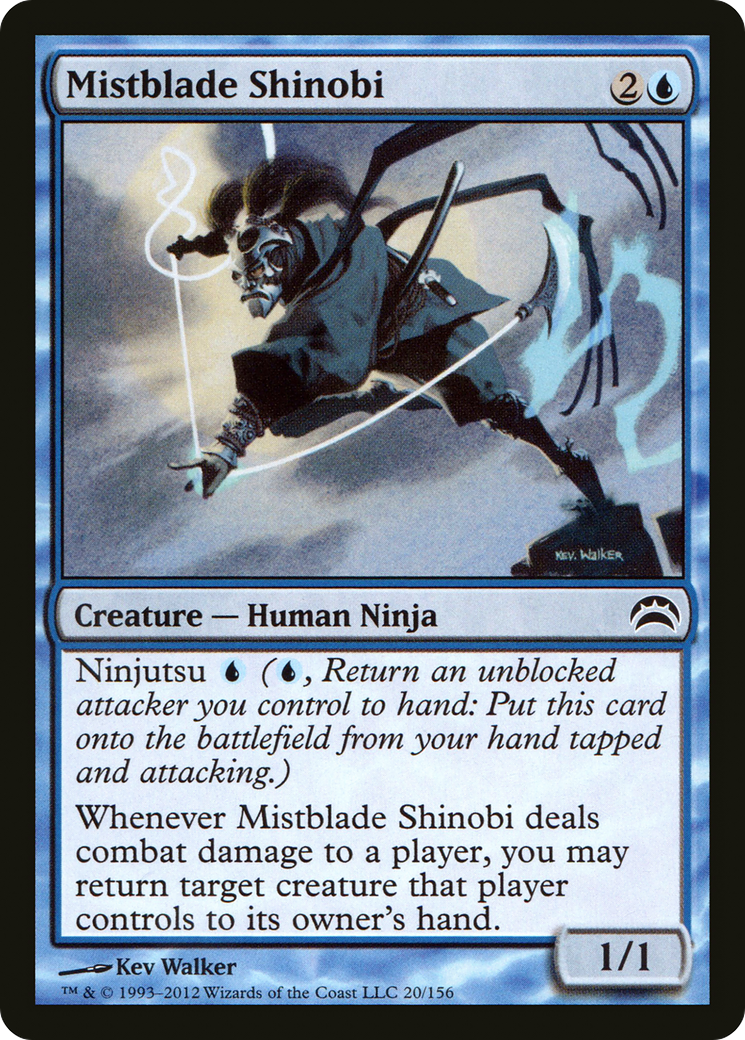 Mistblade Shinobi 2
KEV. WALKER
Creature — Human Ninja
Ninjutsu (, Return an unblocked
attacker you control to hand: Put this card
onto the battlefield from your hand tapped
and attacking.)
Whenever Mistblade Shinobi deals
combat damage to a player, you may
return target creature that player
controls to its owner's hand.
1/1
Kev Walker
™ & © 1993–2012 Wizards of the Coast LLC 20/156